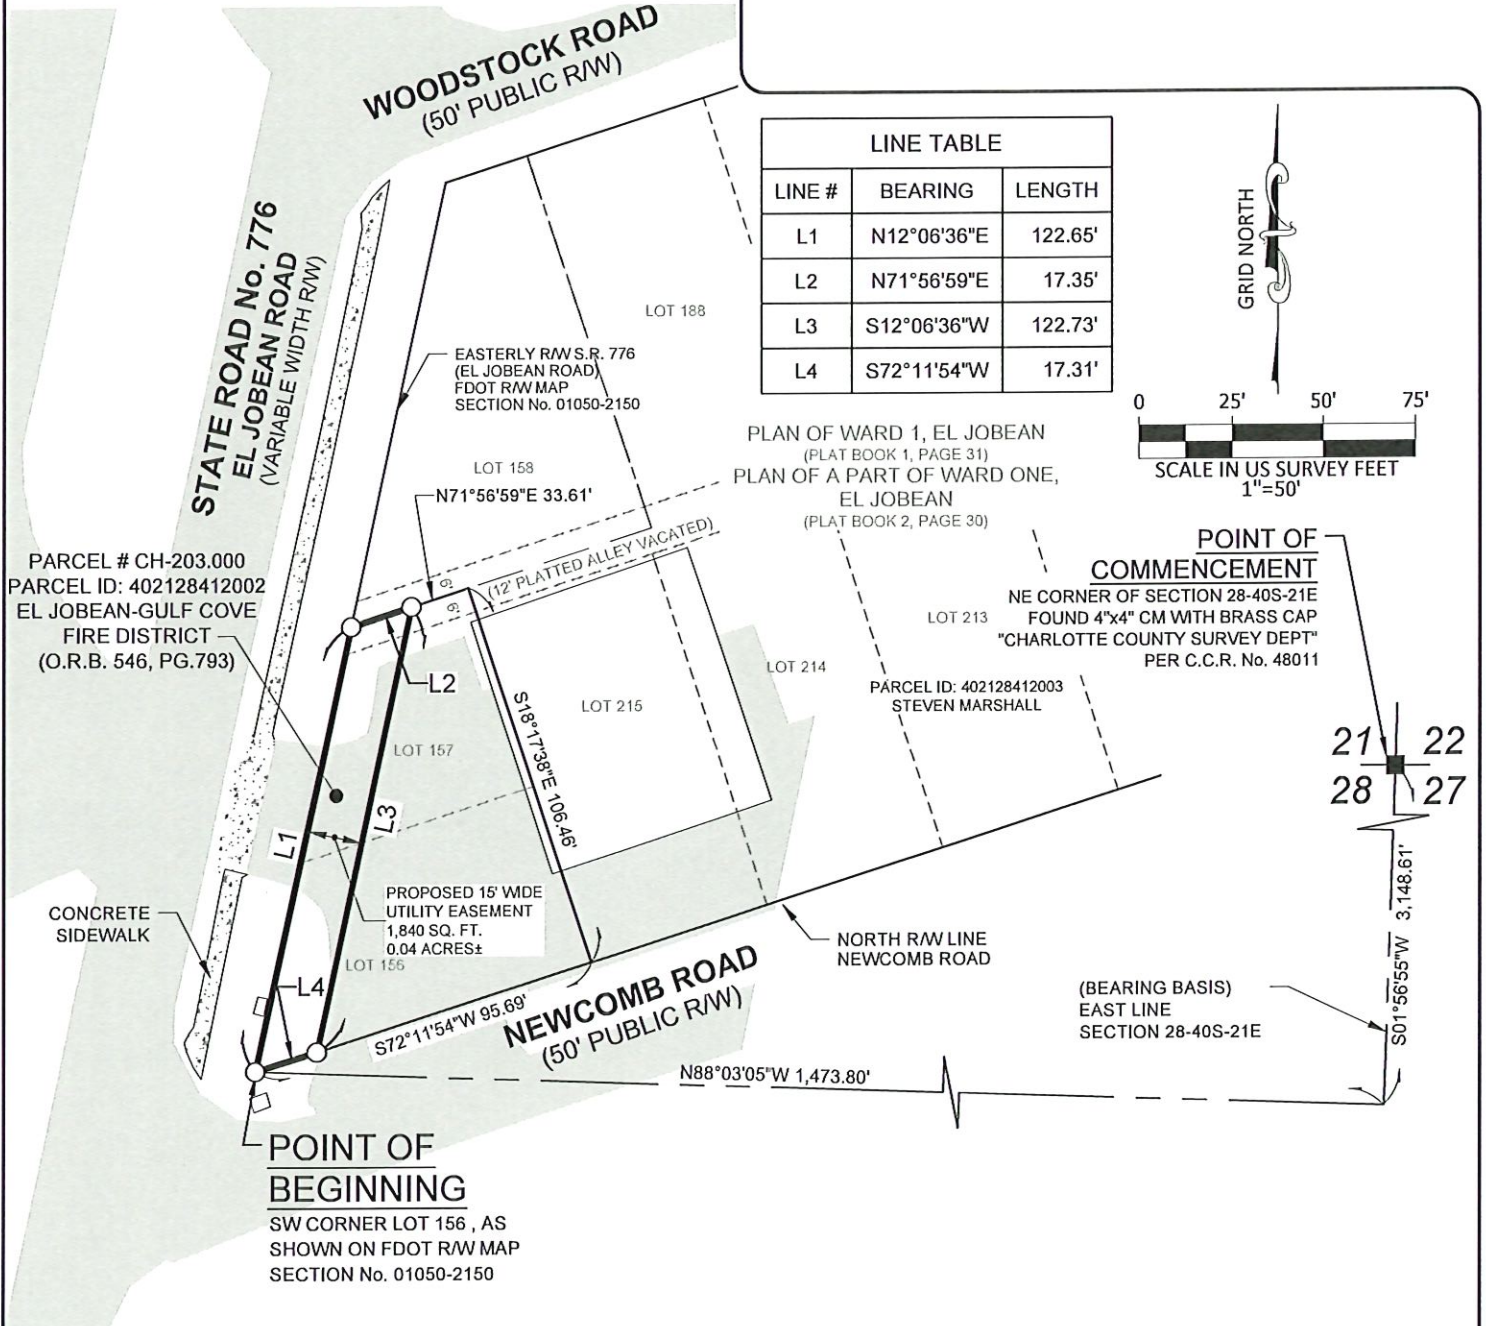 WOODSTOCK ROAD
(50' PUBLIC R/W)
LINE TABLE
LINE # BEARING LENGTH
L1 N12°06'36"E 122.65'
L2 N71°56'59"E 17.35'
L3 S12°06'36"W 122.73'
L4 S72°11'54"W 17.31'
GRID NORTH
0 25' 50' 75'
SCALE IN US SURVEY FEET
1"=50'
STATE ROAD No. 776
EL JOBEAN ROAD
(VARIABLE WIDTH R/W)
LOT 188
EASTERLY R/W S.R. 776
(EL JOBEAN ROAD)
FDOT R/W MAP
SECTION No. 01050-2150
PLAN OF WARD 1, EL JOBEAN
(PLAT BOOK 1, PAGE 31)
PLAN OF A PART OF WARD ONE,
EL JOBEAN
(PLAT BOOK 2, PAGE 30)
LOT 158
N71°56'59"E 33.61'
(12' PLATTED ALLEY VACATED)
6'
6'
PARCEL # CH-203.000
PARCEL ID: 402128412002
EL JOBEAN-GULF COVE
FIRE DISTRICT
(O.R.B. 546, PG.793)
POINT OF
COMMENCEMENT
NE CORNER OF SECTION 28-40S-21E
FOUND 4"x4" CM WITH BRASS CAP
"CHARLOTTE COUNTY SURVEY DEPT"
PER C.C.R. No. 48011
LOT 213
LOT 214
PARCEL ID: 402128412003
STEVEN MARSHALL
L2
LOT 215
S18°17'38"E 106.46'
LOT 157
21 22
28 27
L1
L3
PROPOSED 15' WIDE
UTILITY EASEMENT
1,840 SQ. FT.
0.04 ACRES±
CONCRETE
SIDEWALK
LOT 156
L4
S72°11'54"W 95.69'
NEWCOMB ROAD
(50' PUBLIC R/W)
NORTH R/W LINE
NEWCOMB ROAD
S01°56'55"W 3,148.61'
(BEARING BASIS)
EAST LINE
SECTION 28-40S-21E
N88°03'05"W 1,473.80'
POINT OF
BEGINNING
SW CORNER LOT 156 , AS
SHOWN ON FDOT R/W MAP
SECTION No. 01050-2150